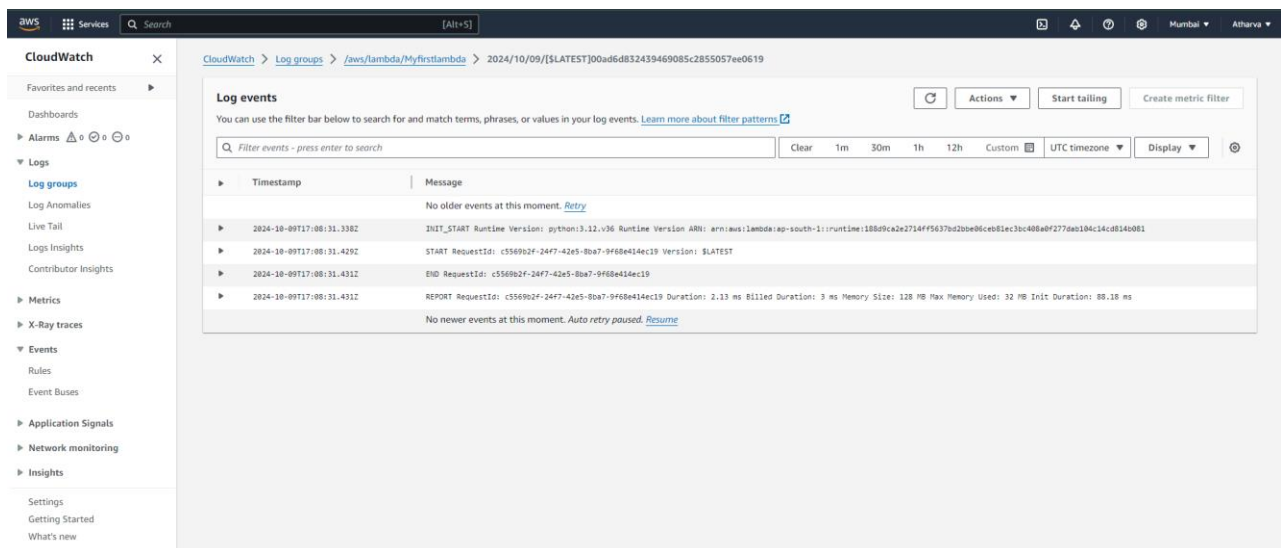 aws Services Search [Alt+S] Mumbai Atharva
CloudWatch
Favorites and recents
Dashboards
Alarms 0 0 0
Logs
Log groups
Log Anomalies
Live Tail
Logs Insights
Contributor Insights
Metrics
X-Ray traces
Events
Rules
Event Buses
Application Signals
Network monitoring
Insights
Settings
Getting Started
What's new
CloudWatch > Log groups > /aws/lambda/Myfirstlambda > 2024/10/09/[$LATEST]00ad6d832439469085c2855057ee0619
Log events
Actions Start tailing Create metric filter
You can use the filter bar below to search for and match terms, phrases, or values in your log events. Learn more about filter patterns
Filter events - press enter to search Clear 1m 30m 1h 12h Custom UTC timezone Display
Timestamp Message
No older events at this moment. Retry
2024-10-09T17:08:31.338Z INIT_START Runtime Version: python:3.12.v36 Runtime Version ARN: arn:aws:lambda:ap-south-1::runtime:188d9ca2e2714ff5637bd2bbe06ceb81ec3bc408a0f277dab104c14cd814b081
2024-10-09T17:08:31.429Z START RequestId: c5569b2f-24f7-42e5-8ba7-9f68e414ec19 Version: $LATEST
2024-10-09T17:08:31.431Z END RequestId: c5569b2f-24f7-42e5-8ba7-9f68e414ec19
2024-10-09T17:08:31.431Z REPORT RequestId: c5569b2f-24f7-42e5-8ba7-9f68e414ec19 Duration: 2.13 ms Billed Duration: 3 ms Memory Size: 128 MB Max Memory Used: 32 MB Init Duration: 88.18 ms
No newer events at this moment. Auto retry paused. Resume